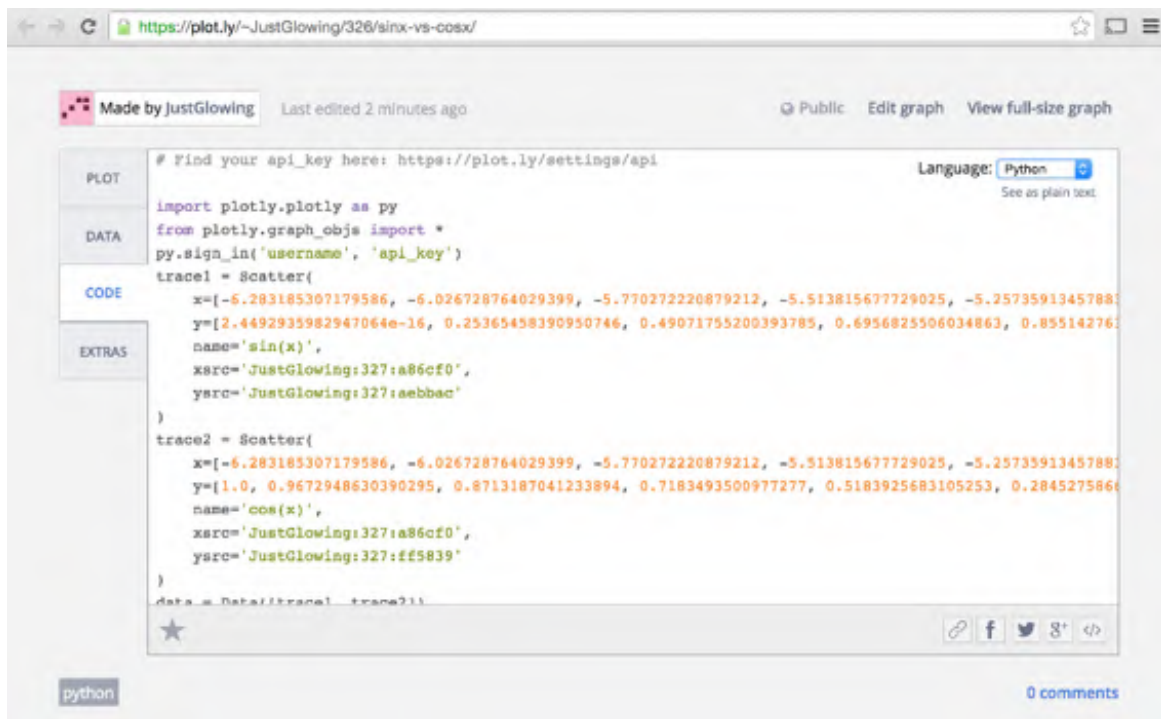 https://plot.ly/~JustGlowing/326/sinx-vs-cosx/
Made by JustGlowing Last edited 2 minutes ago Public Edit graph View full-size graph
PLOT
DATA
CODE
EXTRAS
Language: Python
See as plain text
# Find your api_key here: https://plot.ly/settings/api
import plotly.plotly as py
from plotly.graph_objs import *
py.sign_in('username', 'api_key')
trace1 = Scatter(
x=[-6.283185307179586, -6.026728764029399, -5.770272220879212, -5.513815677729025, -5.25735913457883
y=[2.4492935982947064e-16, 0.25365458390950746, 0.49071755200393785, 0.6956825506034863, 0.855142763
name='sin(x)',
xsrc='JustGlowing:327:a86cf0',
ysrc='JustGlowing:327:aebbac'
)
trace2 = Scatter(
x=[-6.283185307179586, -6.026728764029399, -5.770272220879212, -5.513815677729025, -5.25735913457883
y=[1.0, 0.9672948630390295, 0.8713187041233894, 0.7183493500977277, 0.5183925683105253, 0.284527586
name='cos(x)',
xsrc='JustGlowing:327:a86cf0',
ysrc='JustGlowing:327:ff5839'
)
data = Data([trace1, trace2])
python
0 comments